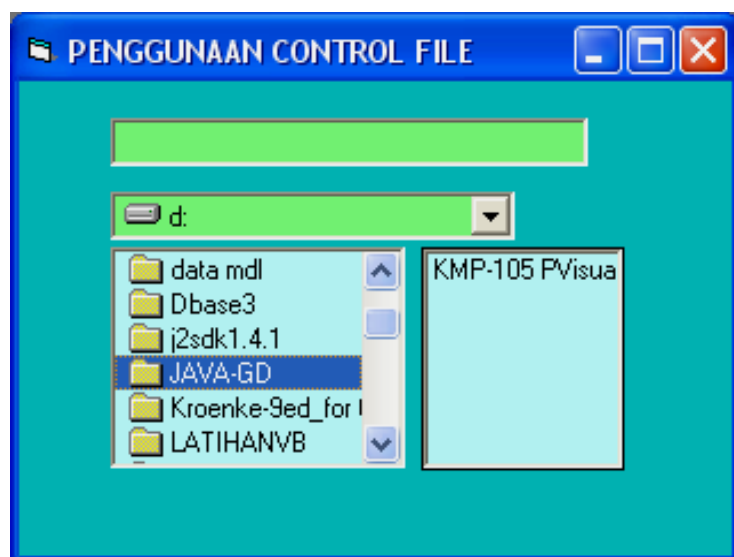 PENGGUNAAN CONTROL FILE
d:
data mdl
Dbase3
j2sdk1.4.1
JAVA-GD
Kroenke-9ed_for
LATIHANVB
KMP-105 PVisua